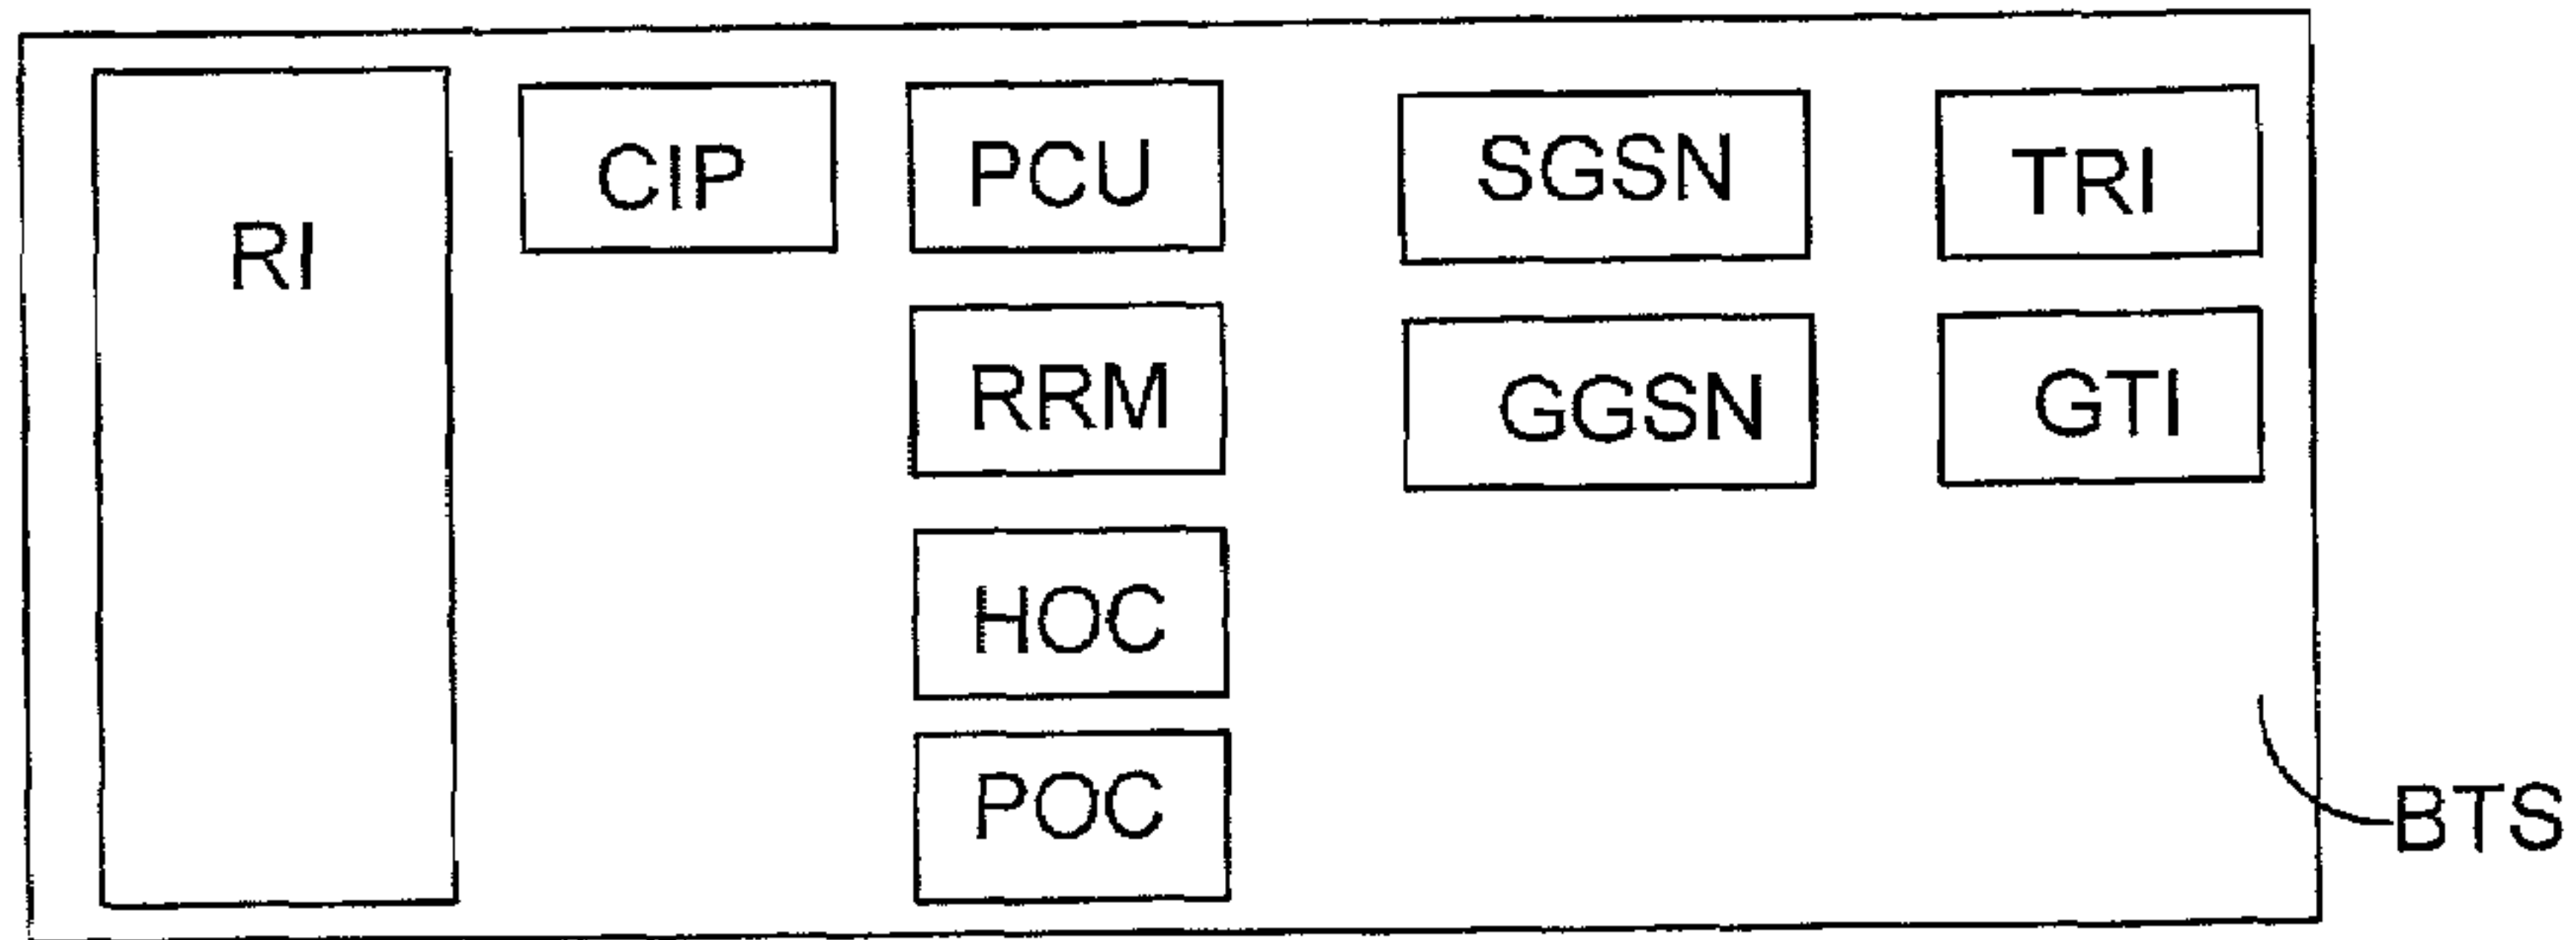 RI
CIP
PCU
SGSN
TRI
RRM
GGSN
GTI
HOC
POC
BTS